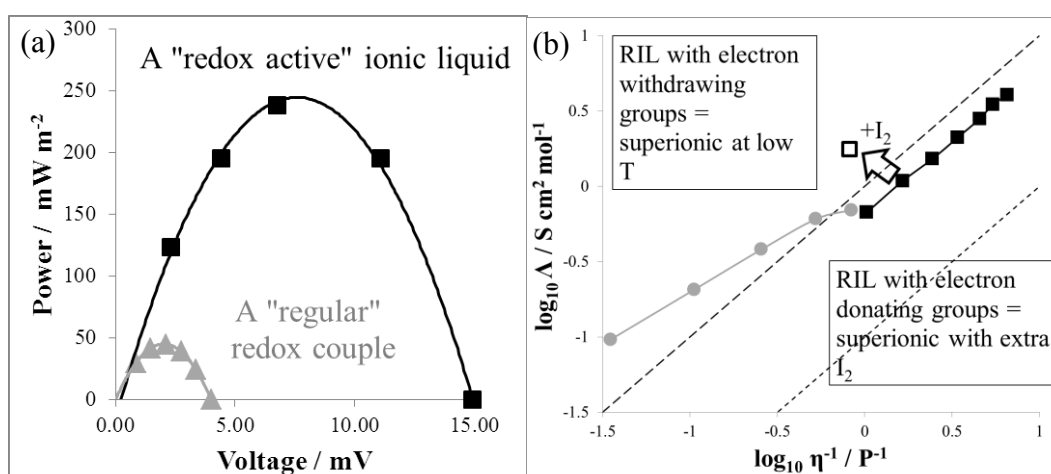 (a)
A "redox active" ionic liquid
A "regular"
redox couple
Power / mW m-2
300
250
200
150
100
50
0
0.00
5.00
10.00
15.00
Voltage / mV
(b)
RIL with electron
withdrawing
groups =
superionic at low
T
+I2
RIL with electron
donating groups =
superionic with extra
I2
log10 Λ / S cm2 mol-1
1
0.5
0
-0.5
-1
-1.5
-1.5
-1
-0.5
0
0.5
1
log10 η-1 / P-1